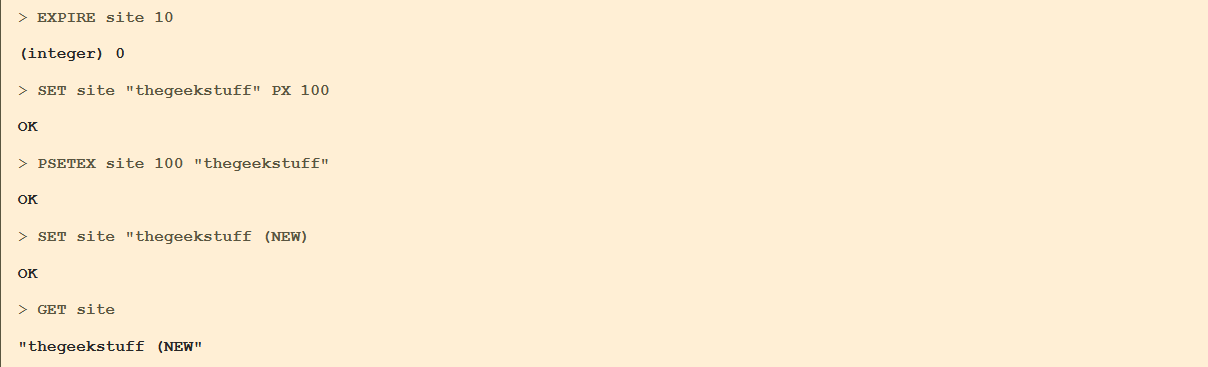 > EXPIRE site 10
(integer) 0
> SET site "thegeekstuff" PX 100
OK
> PSETEX site 100 "thegeekstuff"
OK
> SET site "thegeekstuff (NEW)
OK
> GET site
"thegeekstuff (NEW"